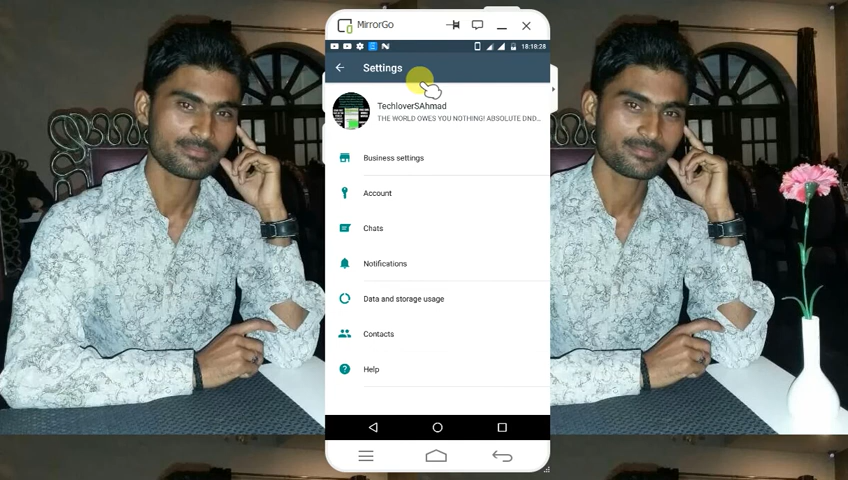 MirrorGo
18:18:28
Settings
TechloverSAhmad
THE WORLD OWES YOU NOTHING! ABSOLUTE DND...
Business settings
Account
Chats
Notifications
Data and storage usage
Contacts
Help